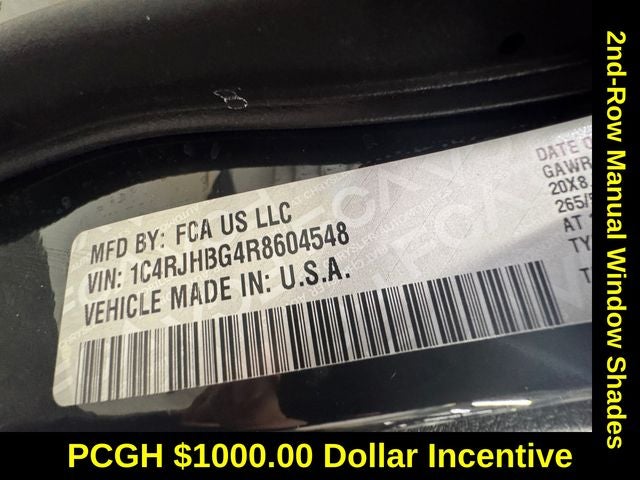 MFD BY: FCA US LLC
VIN: 1C4RJHBG4R8604548
VEHICLE MADE IN: U.S.A.
DATE O
GAWR
20X8.
265/5
AT 
TY
T
2nd-Row Manual Window Shades
PCGH $1000.00 Dollar Incentive